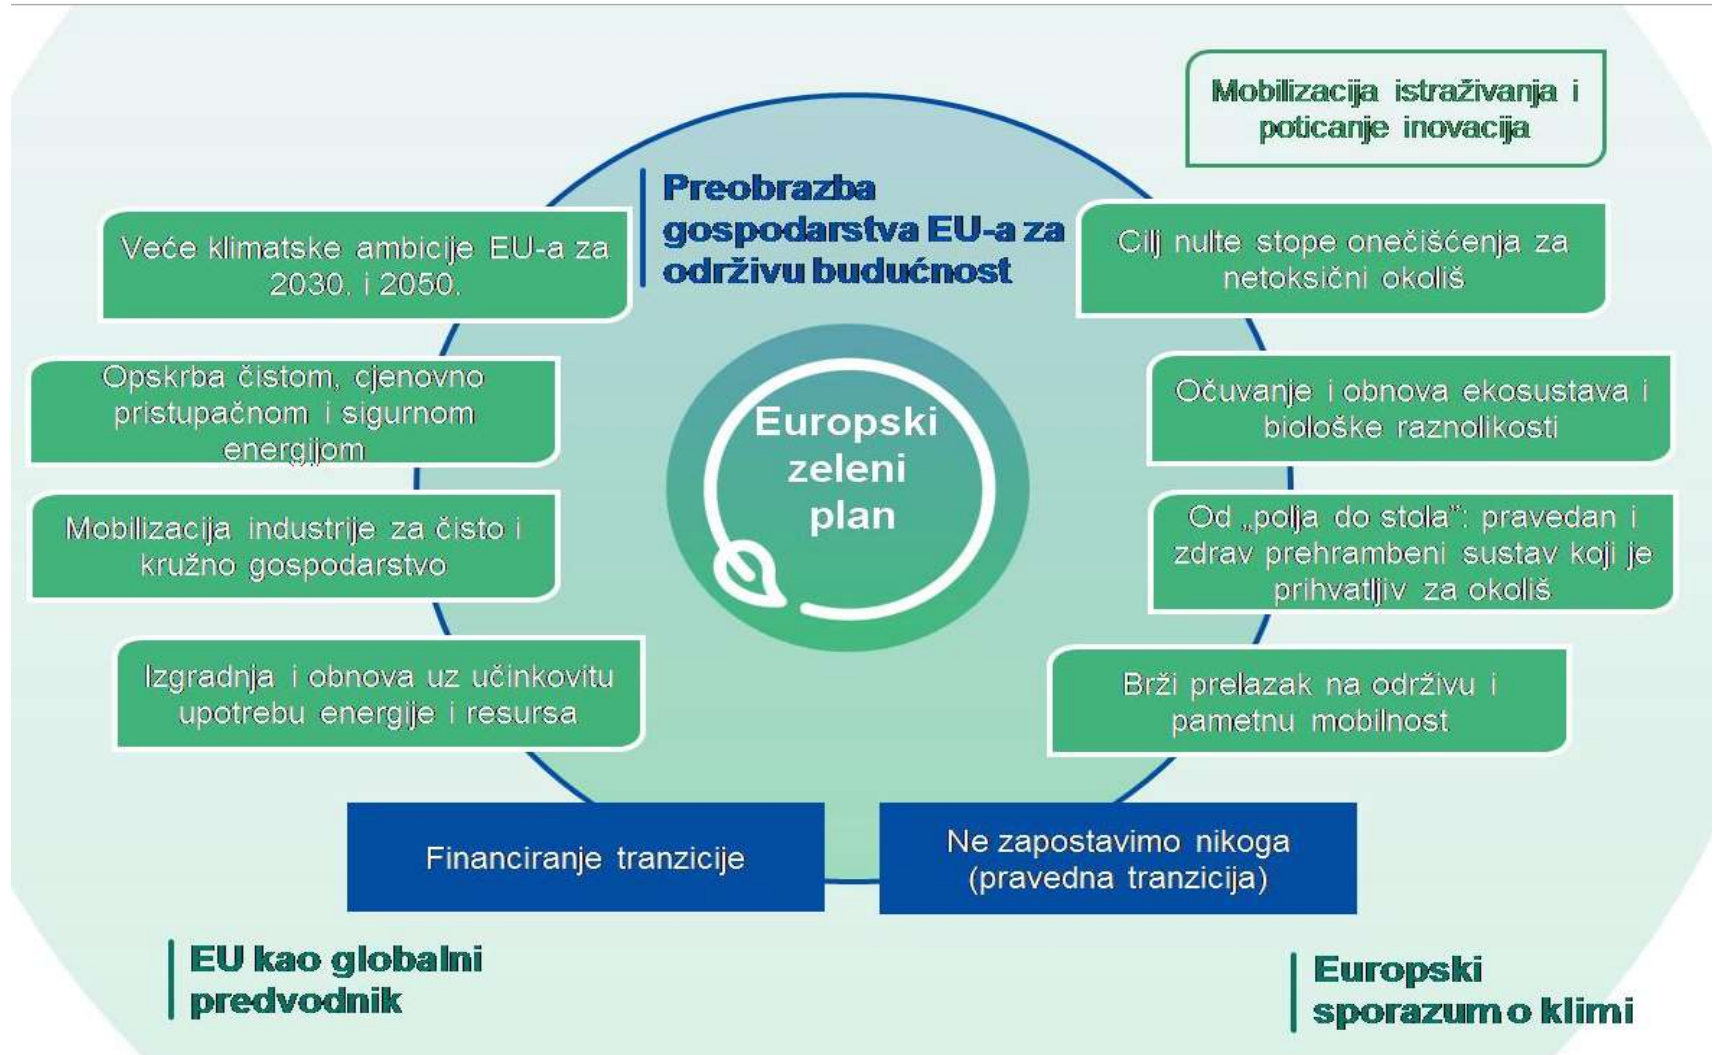 Mobilizacija istraživanja i
poticanje inovacija
Preobrazba
gospodarstva EU-a za
održivu budućnost
Veće klimatske ambicije EU-a za
2030. i 2050.
Cilj nulte stope onečišćenja za
netoksični okoliš
Opskrba čistom, cjenovno
pristupačnom i sigurnom
energijom
Očuvanje i obnova ekosustava i
biološke raznolikosti
Europski
zeleni
plan
Mobilizacija industrije za čisto i
kružno gospodarstvo
Od „polja do stola”: pravedan i
zdrav prehrambeni sustav koji je
prihvatljiv za okoliš
Izgradnja i obnova uz učinkovitu
upotrebu energije i resursa
Brži prelazak na održivu i
pametnu mobilnost
Financiranje tranzicije
Ne zapostavimo nikoga
(pravedna tranzicija)
EU kao globalni
predvodnik
Europski
sporazum o klimi